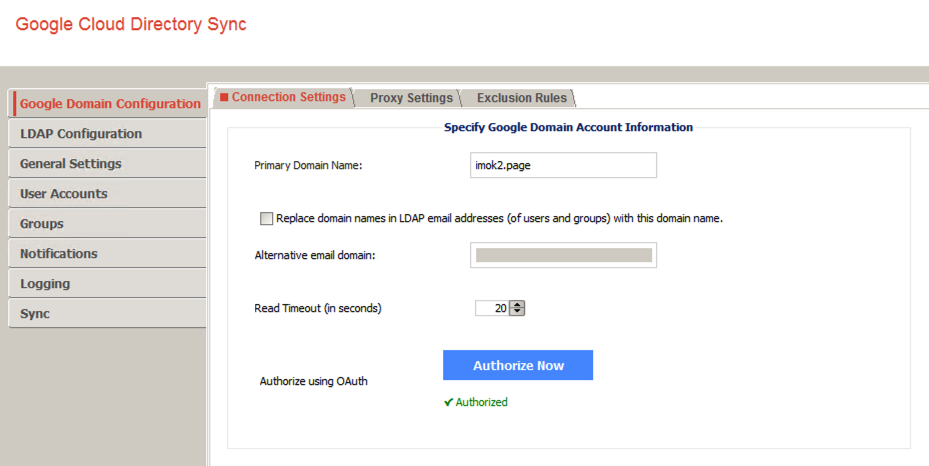 Google Cloud Directory Sync
Google Domain Configuration
LDAP Configuration
General Settings
User Accounts
Groups
Notifications
Logging
Sync
Connection Settings
Proxy Settings
Exclusion Rules
Specify Google Domain Account Information
Primary Domain Name:
imok2.page
Replace domain names in LDAP email addresses (of users and groups) with this domain name.
Alternative email domain:
Read Timeout (in seconds)
20
Authorize using OAuth
Authorize Now
Authorized